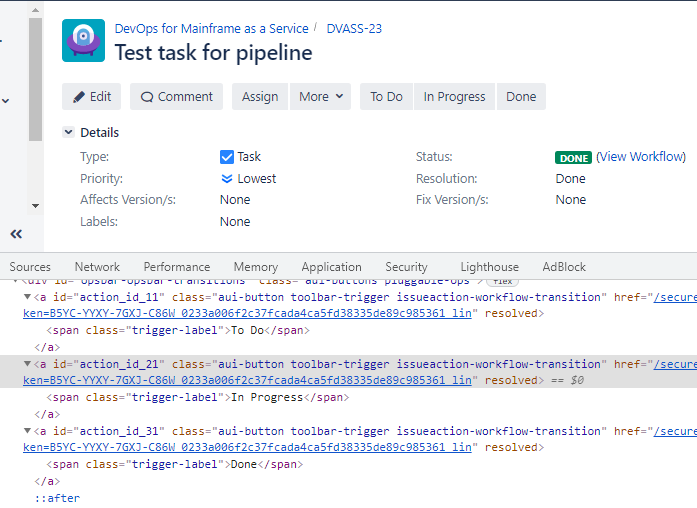 DevOps for Mainframe as a Service / DVASS-23
Test task for pipeline
Edit Comment Assign More To Do In Progress Done
Details
Type: Task Status: DONE (View Workflow)
Priority: Lowest Resolution: Done
Affects Version/s: None Fix Version/s: None
Labels: None
Sources Network Performance Memory Application Security Lighthouse AdBlock
<div id="opsbar-opsbar-transitions" class="aui-buttons pluggable-ops"> flex
<a id="action_id_11" class="aui-button toolbar-trigger issueaction-workflow-transition" href="/secure
ken=B5YC-YYXY-7GXJ-C86W_0233a006f2c37fcada4ca5fd38335de89c985361_lin" resolved>
<span class="trigger-label">To Do</span>
</a>
<a id="action_id_21" class="aui-button toolbar-trigger issueaction-workflow-transition" href="/secure
ken=B5YC-YYXY-7GXJ-C86W_0233a006f2c37fcada4ca5fd38335de89c985361_lin" resolved> == $0
<span class="trigger-label">In Progress</span>
</a>
<a id="action_id_31" class="aui-button toolbar-trigger issueaction-workflow-transition" href="/secure
ken=B5YC-YYXY-7GXJ-C86W_0233a006f2c37fcada4ca5fd38335de89c985361_lin" resolved>
<span class="trigger-label">Done</span>
</a>
::after